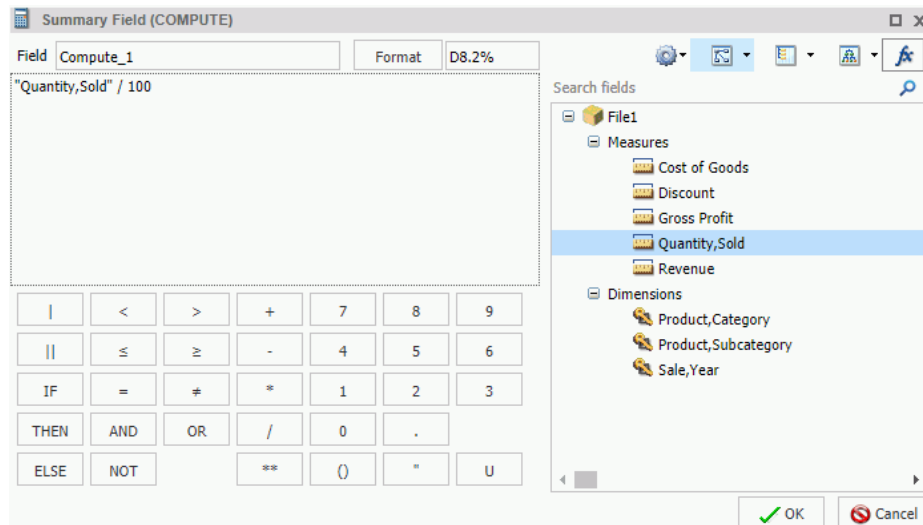 Summary Field (COMPUTE)
Field Compute_1 Format D8.2%
fx
"Quantity,Sold" / 100
Search fields
File1
Measures
Cost of Goods
Discount
Gross Profit
Quantity,Sold
Revenue
Dimensions
Product,Category
Product,Subcategory
Sale,Year
| < > + 7 8 9
|| ≤ ≥ - 4 5 6
IF = ≠ * 1 2 3
THEN AND OR / 0 .
ELSE NOT ** () " U
OK Cancel